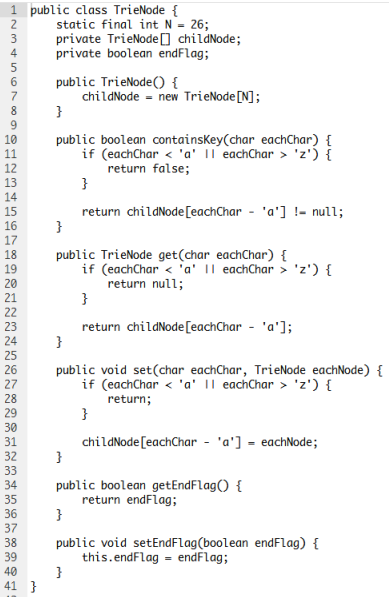 1 public class TrieNode {
2     static final int N = 26;
3     private TrieNode[] childNode;
4     private boolean endFlag;
5
6     public TrieNode() {
7         childNode = new TrieNode[N];
8     }
9
10     public boolean containsKey(char eachChar) {
11         if (eachChar < 'a' || eachChar > 'z') {
12             return false;
13         }
14
15         return childNode[eachChar - 'a'] != null;
16     }
17
18     public TrieNode get(char eachChar) {
19         if (eachChar < 'a' || eachChar > 'z') {
20             return null;
21         }
22
23         return childNode[eachChar - 'a'];
24     }
25
26     public void set(char eachChar, TrieNode eachNode) {
27         if (eachChar < 'a' || eachChar > 'z') {
28             return;
29         }
30
31         childNode[eachChar - 'a'] = eachNode;
32     }
33
34     public boolean getEndFlag() {
35         return endFlag;
36     }
37
38     public void setEndFlag(boolean endFlag) {
39         this.endFlag = endFlag;
40     }
41 }